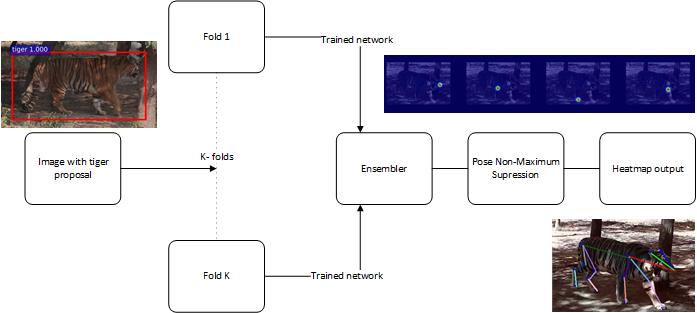 Fold 1
Trained network
tiger 1.000
K- folds
Image with tiger
proposal
Ensembler
Pose Non-Maximum
Supression
Heatmap output
Fold K
Trained network